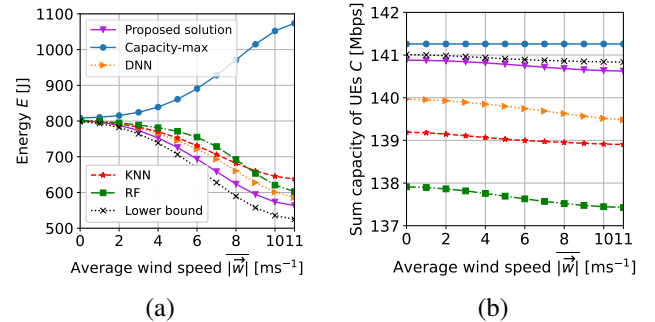 1100
1000
900
800
700
600
500
Energy E [J]
Proposed solution
Capacity-max
DNN
KNN
RF
Lower bound
0 2 4 6 8 1011
Average wind speed |w⃗| [ms⁻¹]
(a)
142
141
140
139
138
137
Sum capacity of UEs C [Mbps]
0 2 4 6 8 1011
Average wind speed |w⃗| [ms⁻¹]
(b)